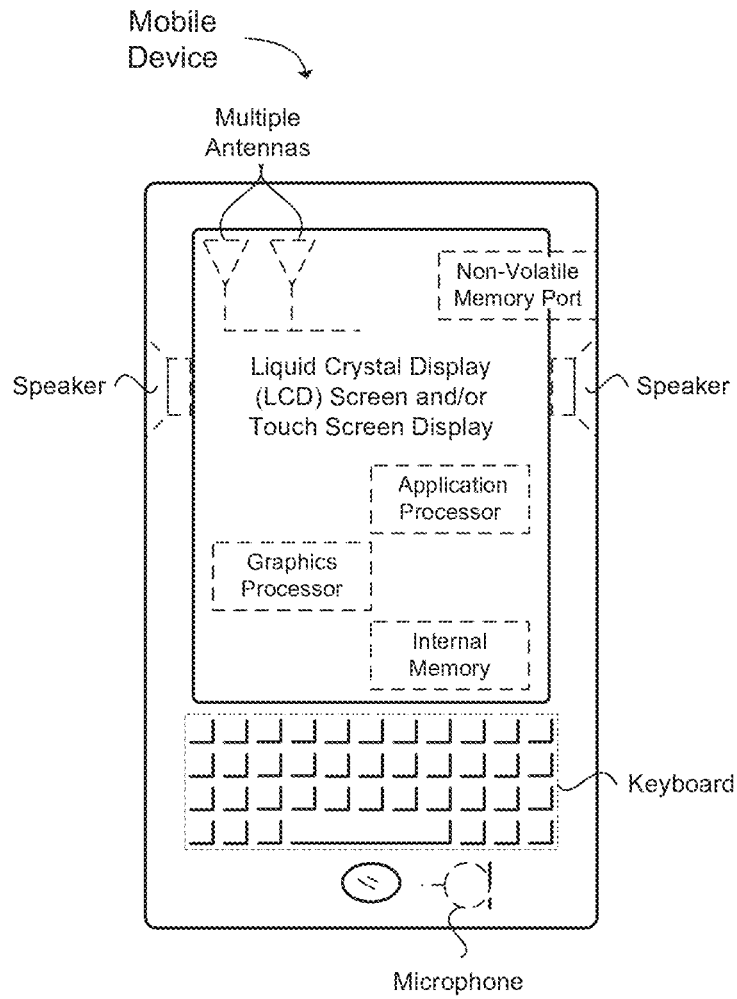 Mobile
Device
Multiple
Antennas
Non-Volatile
Memory Port
Liquid Crystal Display
(LCD) Screen and/or
Touch Screen Display
Speaker
Speaker
Application
Processor
Graphics
Processor
Internal
Memory
Keyboard
Microphone